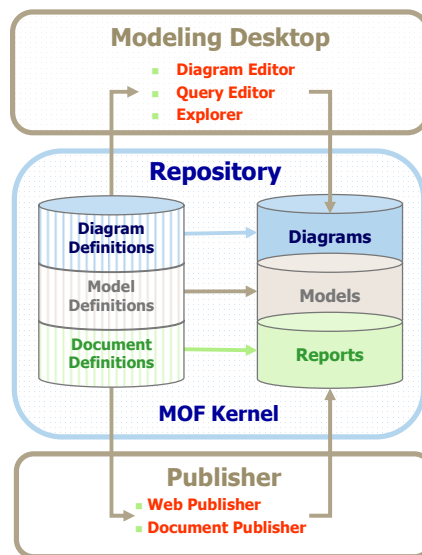 Modeling Desktop
Diagram Editor
Query Editor
Explorer
Repository
Diagram
Definitions
Diagrams
Model
Definitions
Models
Document
Definitions
Reports
MOF Kernel
Publisher
Web Publisher
Document Publisher